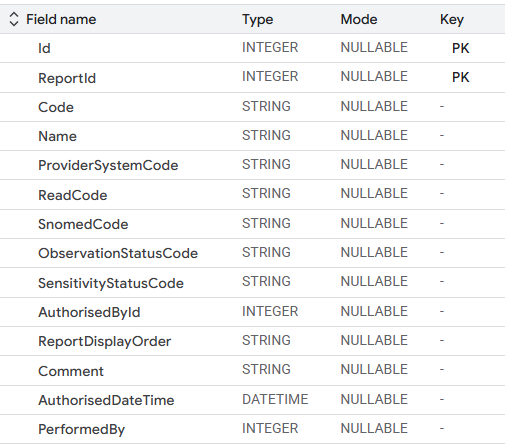 Field name Type Mode Key
Id INTEGER NULLABLE PK
ReportId INTEGER NULLABLE PK
Code STRING NULLABLE -
Name STRING NULLABLE -
ProviderSystemCode STRING NULLABLE -
ReadCode STRING NULLABLE -
SnomedCode STRING NULLABLE -
ObservationStatusCode STRING NULLABLE -
SensitivityStatusCode STRING NULLABLE -
AuthorisedById INTEGER NULLABLE -
ReportDisplayOrder STRING NULLABLE -
Comment STRING NULLABLE -
AuthorisedDateTime DATETIME NULLABLE -
PerformedBy INTEGER NULLABLE -